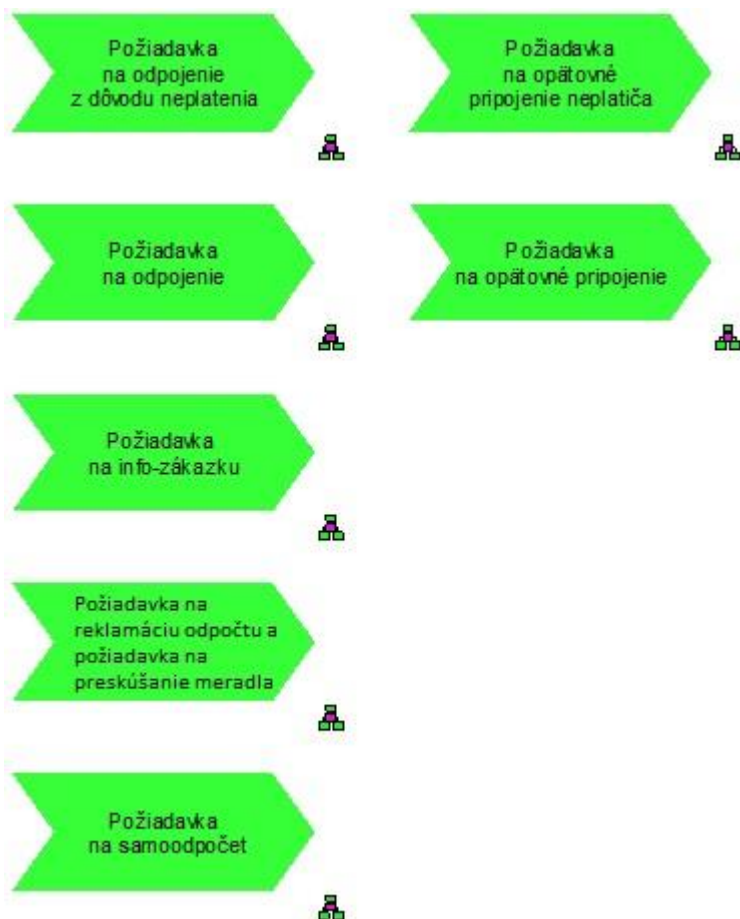 Požiadavka
na odpojenie
z dôvodu neplatenia
Požiadavka
na opätovné
pripojenie neplatiča
Požiadavka
na odpojenie
Požiadavka
na opätovné pripojenie
Požiadavka
na info-zákazku
Požiadavka na
reklamáciu odpočtu a
požiadavka na
preskúšanie meradla
Požiadavka
na samoodpočet